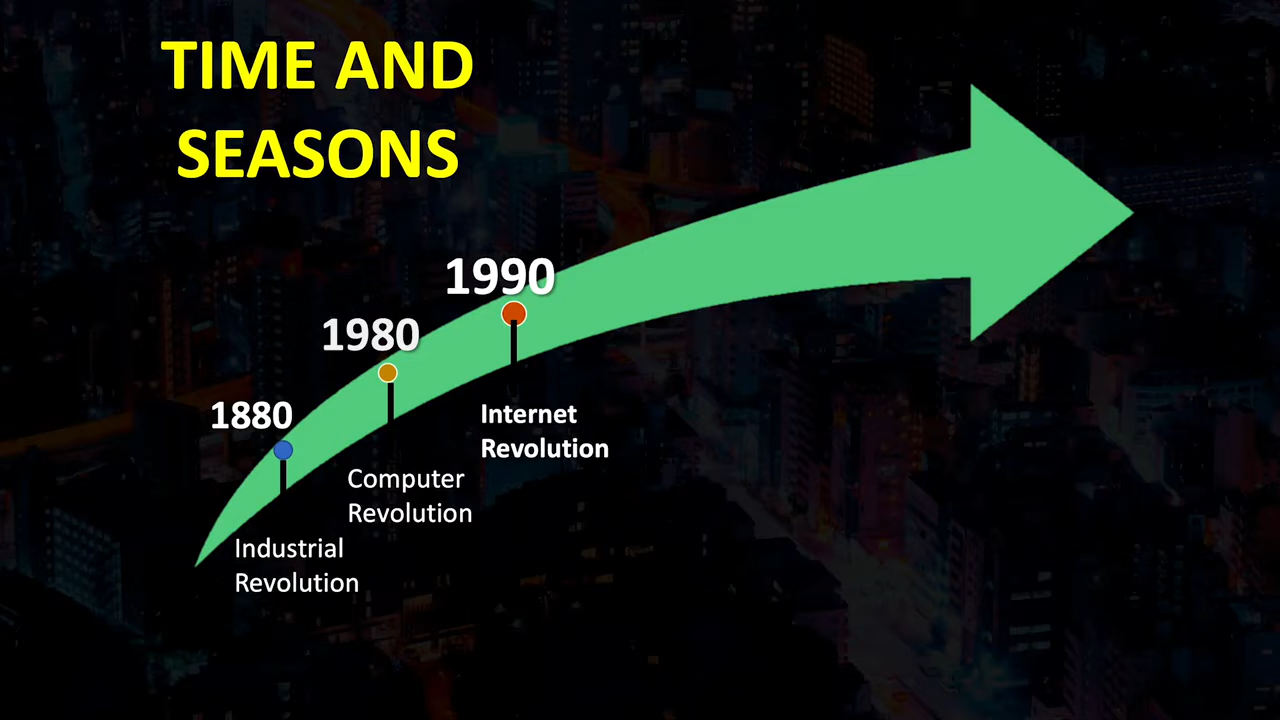 TIME AND
SEASONS
1990
1980
1880
Internet
Revolution
Computer
Revolution
Industrial
Revolution